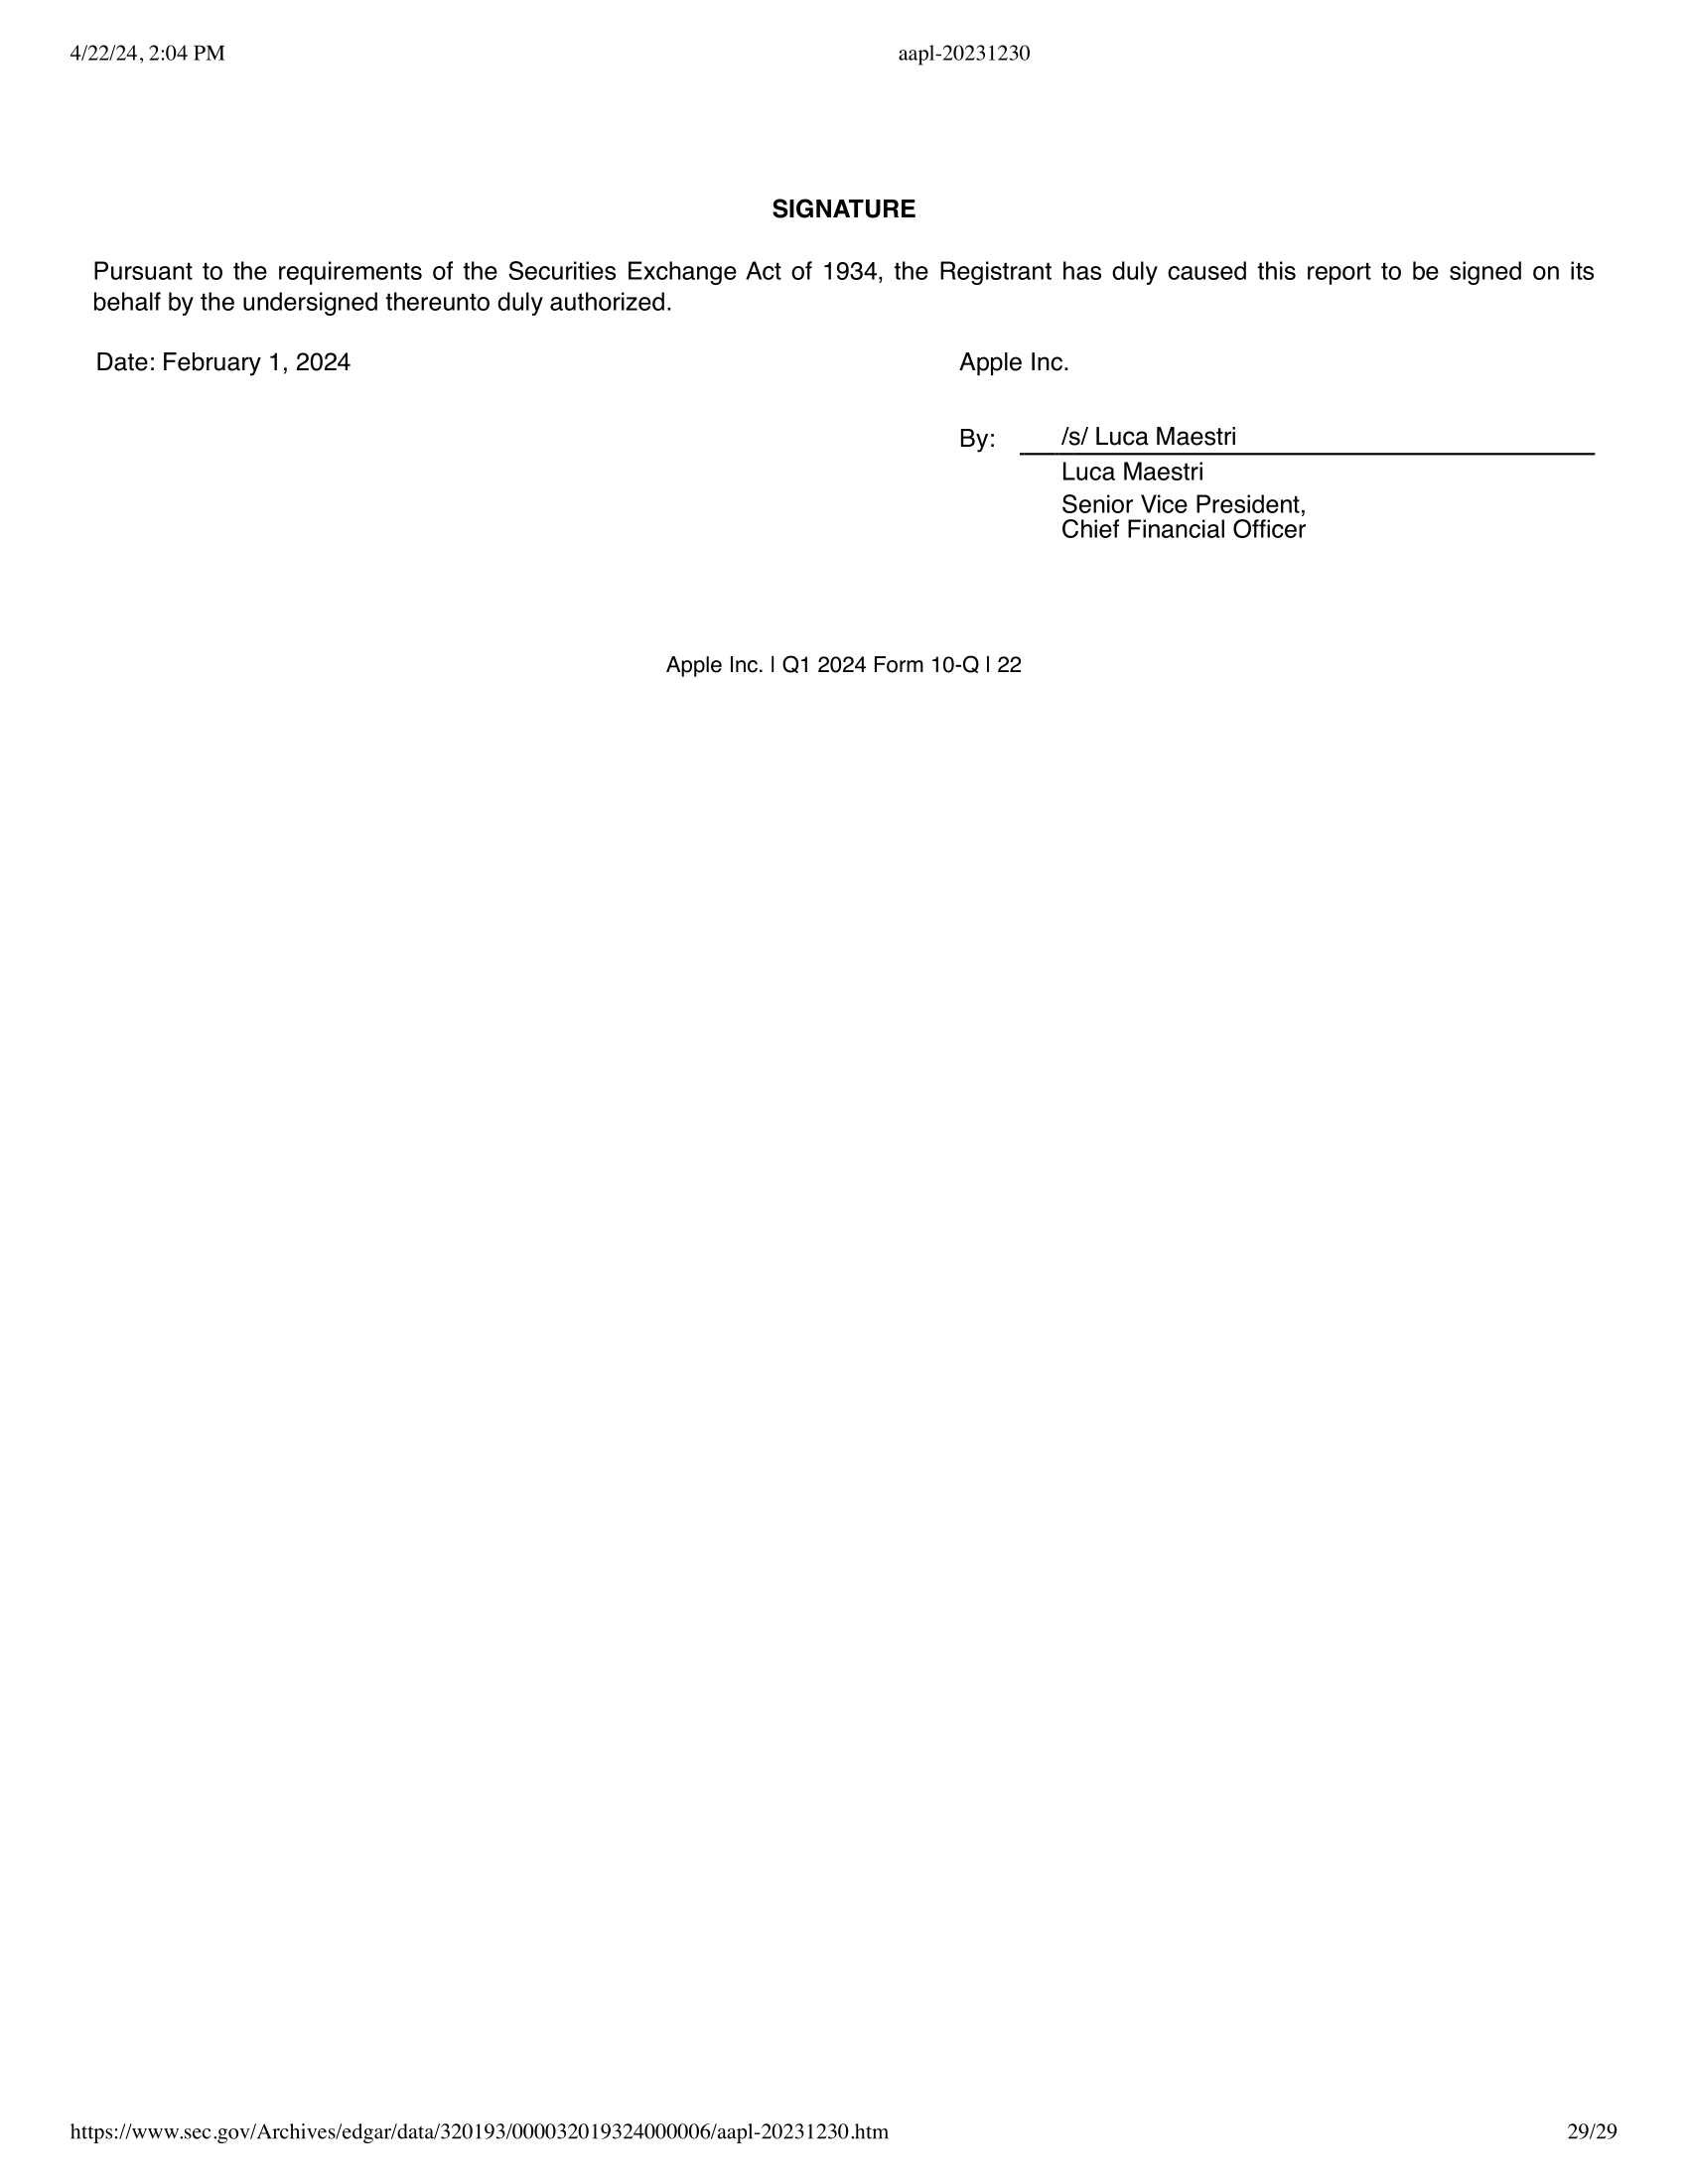 4/22/24, 2:04 PM
aapl-20231230
SIGNATURE
Pursuant to the requirements of the Securities Exchange Act of 1934, the Registrant has duly caused this report to be signed on its
behalf by the undersigned thereunto duly authorized.
Date: February 1, 2024
Apple Inc.
By:
/s/ Luca Maestri
Luca Maestri
Senior Vice President,
Chief Financial Officer
Apple Inc. | Q1 2024 Form 10-Q | 22
https://www.sec.gov/Archives/edgar/data/320193/000032019324000006/aapl-20231230.htm
29/29